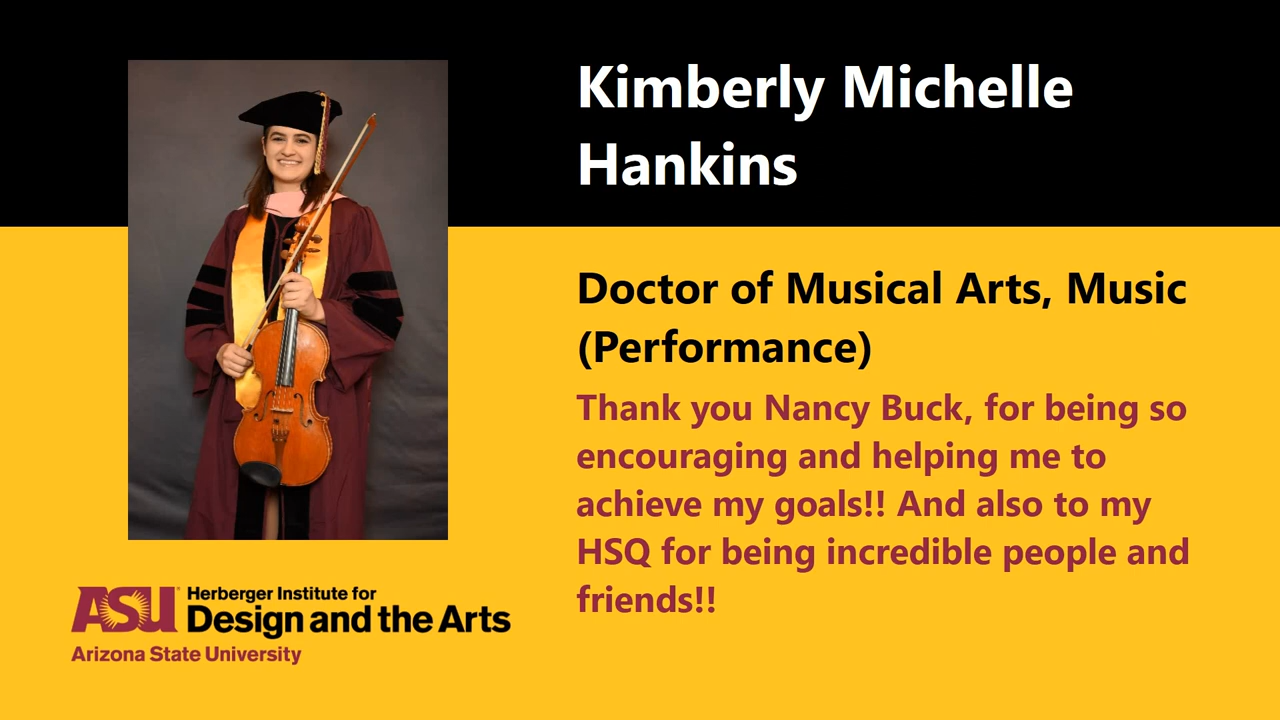 Kimberly Michelle
Hankins
Doctor of Musical Arts, Music
(Performance)
Thank you Nancy Buck, for being so
encouraging and helping me to
achieve my goals!! And also to my
HSQ for being incredible people and
friends!!
ASU Herberger Institute for
Design and the Arts
Arizona State University